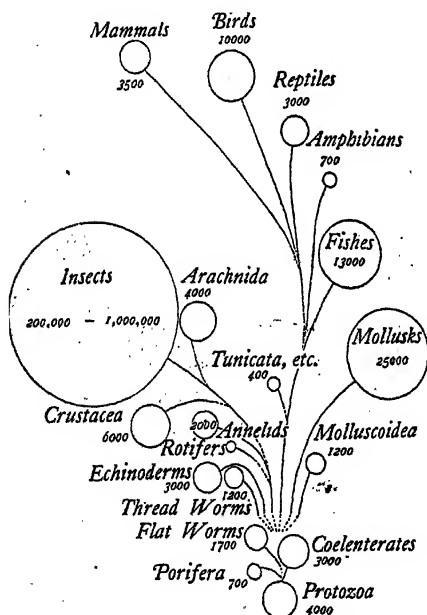 Birds
10000
Mammals
3500
Reptiles
3000
Amphibians
700
Fishes
13000
Insects
200,000 – 1,000,000
Arachnida
4000
Mollusks
25000
Tunicata, etc.
400
Crustacea
6000
2000 Annelids
Rotifers
Molluscoidea
1200
Echinoderms
3000
1200
Thread Worms
Flat Worms
1700
Coelenterates
3000
Porifera
700
Protozoa
4000